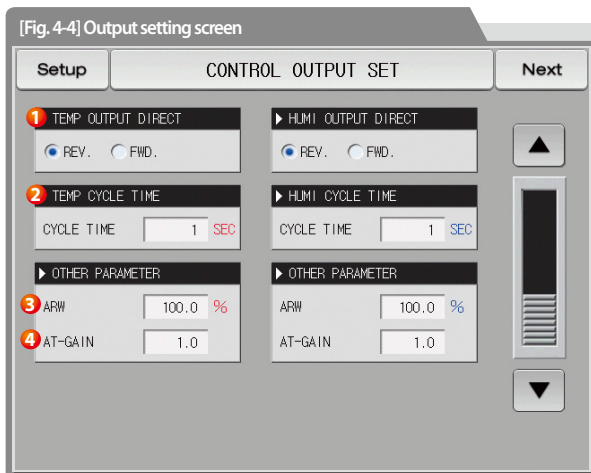 [Fig. 4-4] Output setting screen
Setup
CONTROL OUTPUT SET
Next
1 TEMP OUTPUT DIRECT
REV. FWD.
HUMI OUTPUT DIRECT
REV. FWD.
2 TEMP CYCLE TIME
CYCLE TIME 1 SEC
HUMI CYCLE TIME
CYCLE TIME 1 SEC
OTHER PARAMETER
3 ARW 100.0 %
4 AT-GAIN 1.0
OTHER PARAMETER
ARW 100.0 %
AT-GAIN 1.0